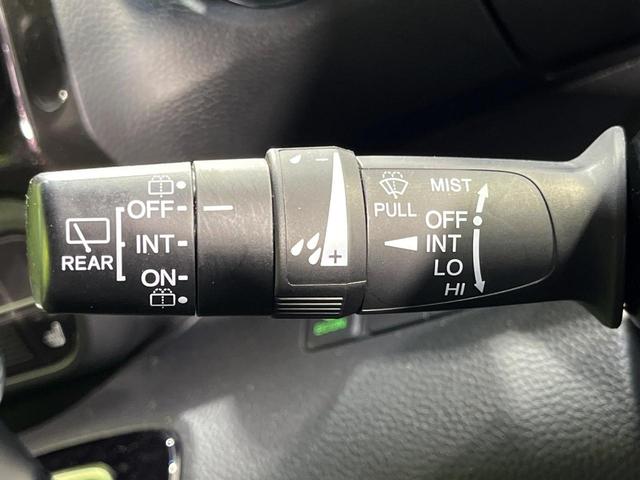 OFF
INT
ON
REAR
-
+
PULL
MIST
OFF
INT
LO
HI